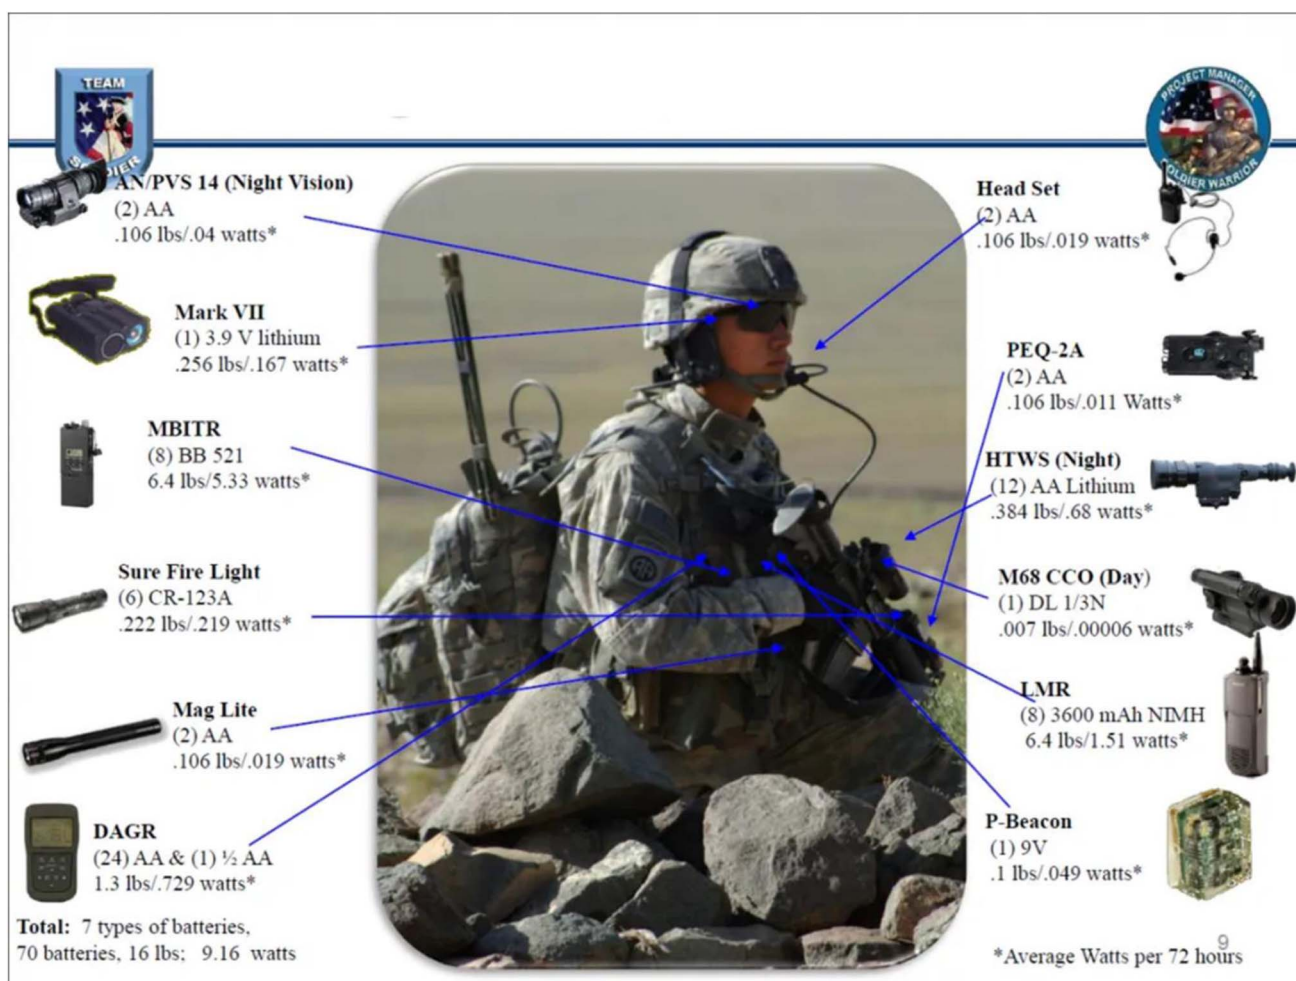 TEAM
SOLDIER
PROJECT MANAGER
SOLDIER WARRIOR
AN/PVS 14 (Night Vision)
(2) AA
.106 lbs/.04 watts*
Mark VII
(1) 3.9 V lithium
.256 lbs/.167 watts*
MBITR
(8) BB 521
6.4 lbs/5.33 watts*
Sure Fire Light
(6) CR-123A
.222 lbs/.219 watts*
Mag Lite
(2) AA
.106 lbs/.019 watts*
DAGR
(24) AA & (1) ½ AA
1.3 lbs/.729 watts*
Total: 7 types of batteries,
70 batteries, 16 lbs; 9.16 watts
Head Set
(2) AA
.106 lbs/.019 watts*
PEQ-2A
(2) AA
.106 lbs/.011 Watts*
HTWS (Night)
(12) AA Lithium
.384 lbs/.68 watts*
M68 CCO (Day)
(1) DL 1/3N
.007 lbs/.00006 watts*
LMR
(8) 3600 mAh NIMH
6.4 lbs/1.51 watts*
P-Beacon
(1) 9V
.1 lbs/.049 watts*
9
*Average Watts per 72 hours